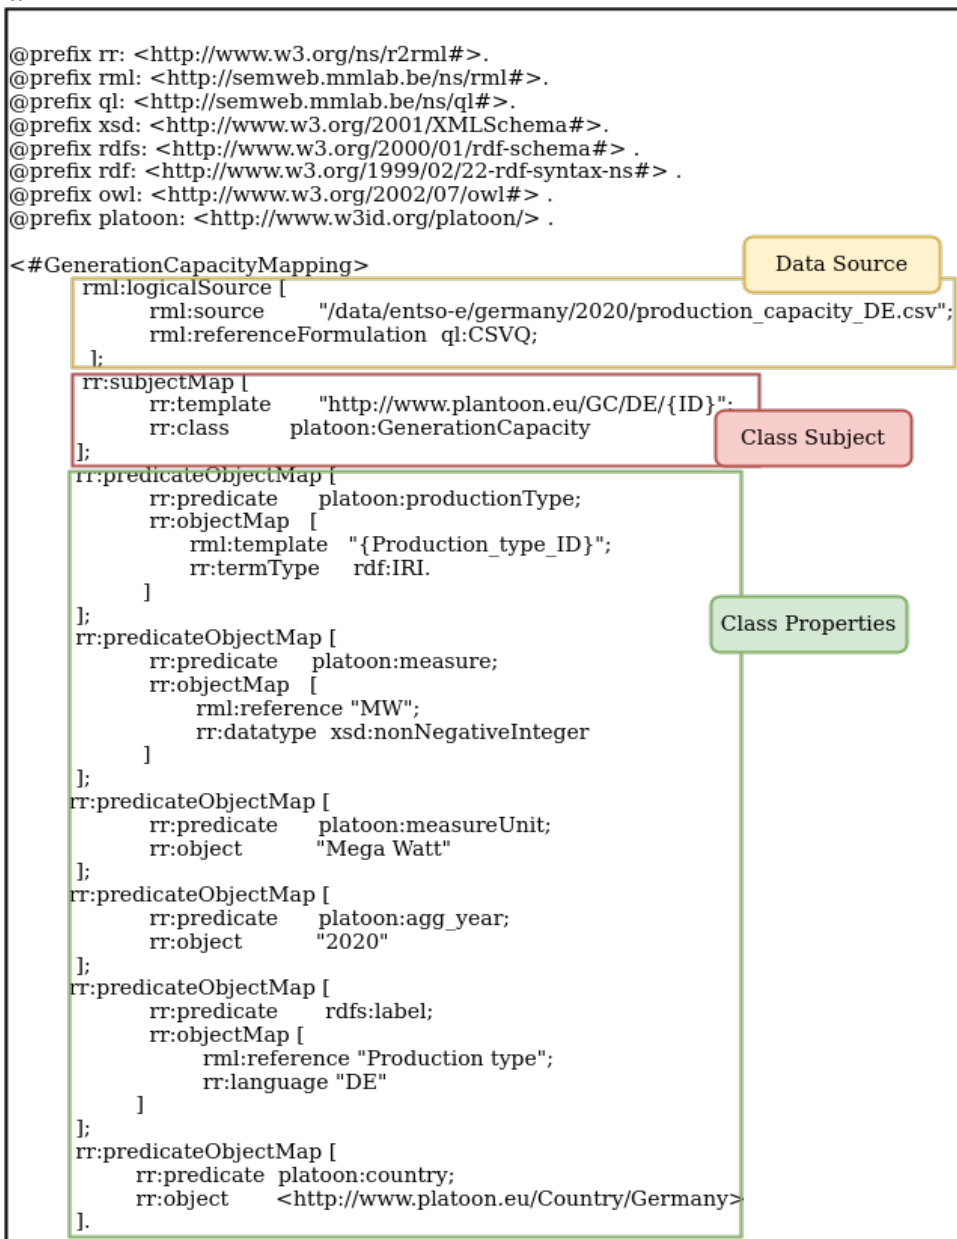 @prefix rr: <http://www.w3.org/ns/r2rml#>.
@prefix rml: <http://semweb.mmlab.be/ns/rml#>.
@prefix ql: <http://semweb.mmlab.be/ns/ql#>.
@prefix xsd: <http://www.w3.org/2001/XMLSchema#>.
@prefix rdfs: <http://www.w3.org/2000/01/rdf-schema#> .
@prefix rdf: <http://www.w3.org/1999/02/22-rdf-syntax-ns#> .
@prefix owl: <http://www.w3.org/2002/07/owl#> .
@prefix platoon: <http://www.w3id.org/platoon/> .
<#GenerationCapacityMapping>
Data Source
rml:logicalSource [
rml:source "/data/entso-e/germany/2020/production_capacity_DE.csv";
rml:referenceFormulation ql:CSVQ;
];
rr:subjectMap [
rr:template "http://www.plantoon.eu/GC/DE/{ID}";
rr:class platoon:GenerationCapacity
];
Class Subject
rr:predicateObjectMap [
rr:predicate platoon:productionType;
rr:objectMap [
rml:template "{Production_type_ID}";
rr:termType rdf:IRI.
]
];
Class Properties
rr:predicateObjectMap [
rr:predicate platoon:measure;
rr:objectMap [
rml:reference "MW";
rr:datatype xsd:nonNegativeInteger
]
];
rr:predicateObjectMap [
rr:predicate platoon:measureUnit;
rr:object "Mega Watt"
];
rr:predicateObjectMap [
rr:predicate platoon:agg_year;
rr:object "2020"
];
rr:predicateObjectMap [
rr:predicate rdfs:label;
rr:objectMap [
rml:reference "Production type";
rr:language "DE"
]
];
rr:predicateObjectMap [
rr:predicate platoon:country;
rr:object <http://www.platoon.eu/Country/Germany>
].